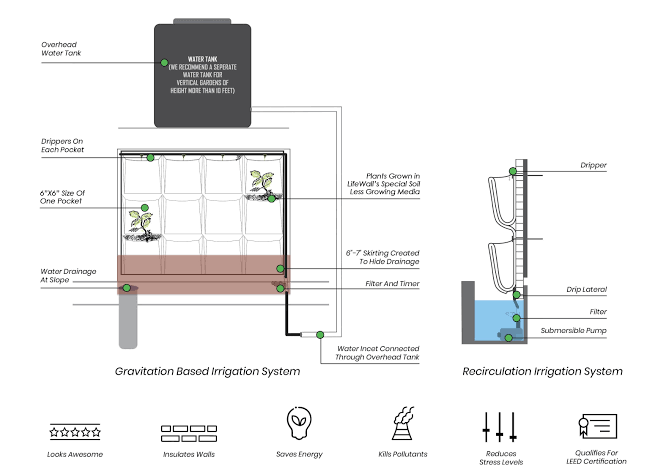 Overhead
Water Tank
WATER TANK
(WE RECOMMEND A SEPERATE
WATER TANK FOR
VERTICAL GARDENS OF
HEIGHT MORE THAN 10 FEET)
Drippers On
Each Pocket
6"X6" Size Of
One Pocket
Water Drainage
At Slope
Plants Grown in
LifeWall's Special Soil
Less Growing Media
6"-7" Skirting Created
To Hide Drainage
Filter And Timer
Water Incet Connected
Through Overhead Tank
Gravitation Based Irrigation System
Dripper
Drip Lateral
Filter
Submersible Pump
Recirculation Irrigation System
Looks Awesome
Insulates Walls
Saves Energy
Kills Pollutants
Reduces
Stress Levels
Qualifies For
LEED Certification